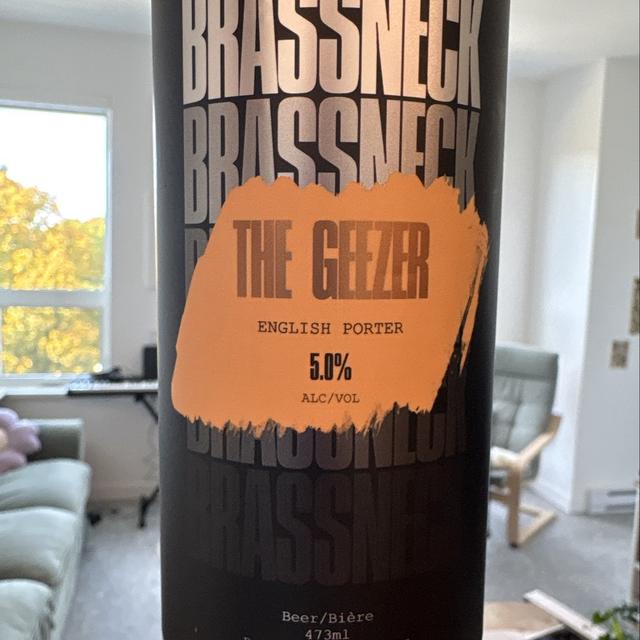 BRASSNECK
BRASSNECK
THE GEEZER
ENGLISH PORTER
5.0%
ALC/VOL
BRASSNECK
BRASSNECK
Beer/Bière
473ml